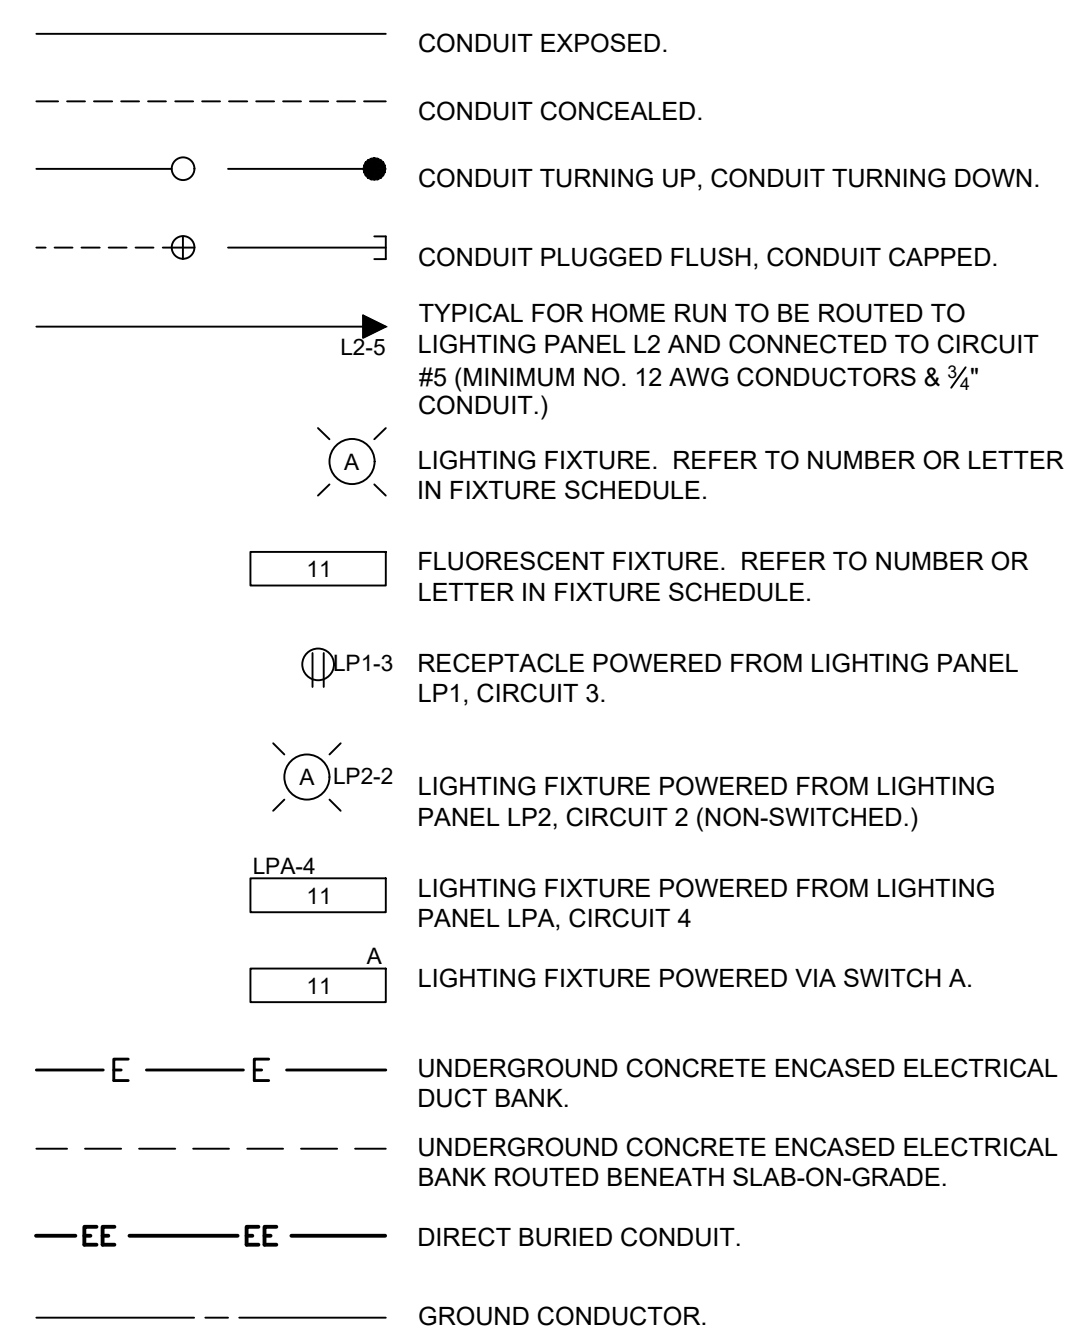 CONDUIT EXPOSED.
CONDUIT CONCEALED.
CONDUIT TURNING UP, CONDUIT TURNING DOWN.
CONDUIT PLUGGED FLUSH, CONDUIT CAPPED.
L2-5
TYPICAL FOR HOME RUN TO BE ROUTED TO
LIGHTING PANEL L2 AND CONNECTED TO CIRCUIT
#5 (MINIMUM NO. 12 AWG CONDUCTORS & ¾"
CONDUIT.)
A
LIGHTING FIXTURE. REFER TO NUMBER OR LETTER
IN FIXTURE SCHEDULE.
11
FLUORESCENT FIXTURE. REFER TO NUMBER OR
LETTER IN FIXTURE SCHEDULE.
LP1-3
RECEPTACLE POWERED FROM LIGHTING PANEL
LP1, CIRCUIT 3.
A LP2-2
LIGHTING FIXTURE POWERED FROM LIGHTING
PANEL LP2, CIRCUIT 2 (NON-SWITCHED.)
LPA-4
11
LIGHTING FIXTURE POWERED FROM LIGHTING
PANEL LPA, CIRCUIT 4
A
11
LIGHTING FIXTURE POWERED VIA SWITCH A.
E E
UNDERGROUND CONCRETE ENCASED ELECTRICAL
DUCT BANK.
UNDERGROUND CONCRETE ENCASED ELECTRICAL
BANK ROUTED BENEATH SLAB-ON-GRADE.
EE EE
DIRECT BURIED CONDUIT.
GROUND CONDUCTOR.